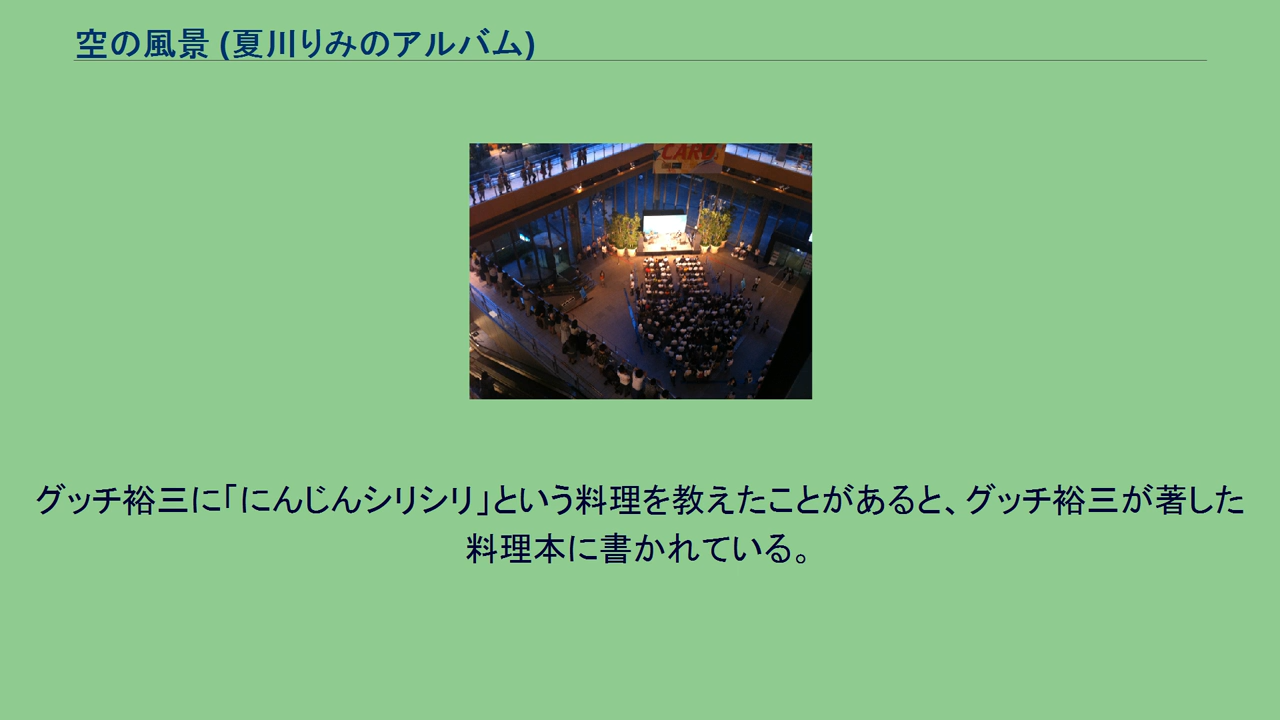 空の風景 (夏川りみのアルバム)
CARD
グッチ裕三に「にんじんシリシリ」という料理を教えたことがあると、グッチ裕三が著した
料理本に書かれている。